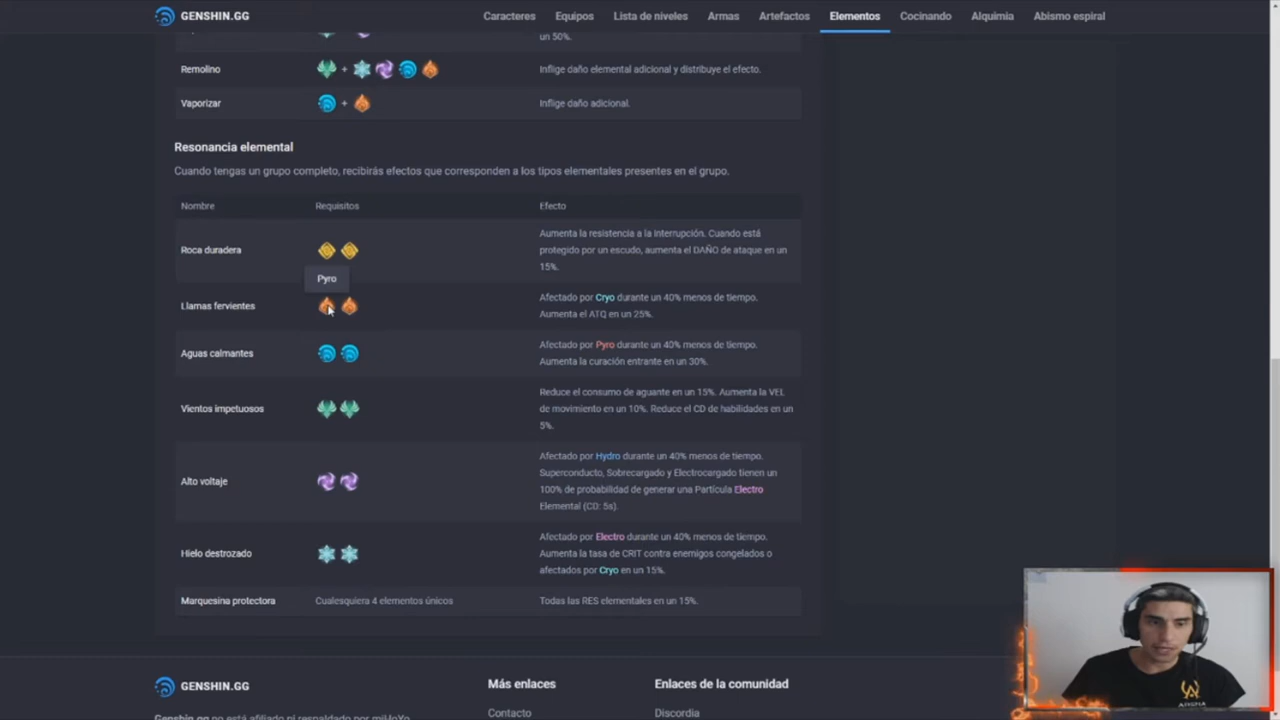 GENSHIN.GG
Caracteres Equipos Lista de niveles Armas Artefactos Elementos Cocinando Alquimia Abismo espiral
un 50%.
Remolino + Inflige daño elemental adicional y distribuye el efecto.
Vaporizar + Inflige daño adicional.
Resonancia elemental
Cuando tengas un grupo completo, recibirás efectos que corresponden a los tipos elementales presentes en el grupo.
Nombre Requisitos Efecto
Roca duradera
Aumenta la resistencia a la interrupción. Cuando está
protegido por un escudo, aumenta el DAÑO de ataque en un
15%.
Pyro
Llamas fervientes
Afectado por Cryo durante un 40% menos de tiempo.
Aumenta el ATQ en un 25%.
Aguas calmantes
Afectado por Pyro durante un 40% menos de tiempo.
Aumenta la curación entrante en un 30%.
Vientos impetuosos
Reduce el consumo de aguante en un 15%. Aumenta la VEL
de movimiento en un 10%. Reduce el CD de habilidades en un
5%.
Alto voltaje
Afectado por Hydro durante un 40% menos de tiempo.
Superconducto, Sobrecargado y Electrocargado tienen un
100% de probabilidad de generar una Partícula Electro
Elemental (CD: 5s).
Hielo destrozado
Afectado por Electro durante un 40% menos de tiempo.
Aumenta la tasa de CRIT contra enemigos congelados o
afectados por Cryo en un 15%.
Marquesina protectora Cualesquiera 4 elementos únicos Todas las RES elementales en un 15%.
GENSHIN.GG
Más enlaces
Enlaces de la comunidad
Genshin.gg no está afiliado ni respaldado por miHoYo
Contacto
Discordia